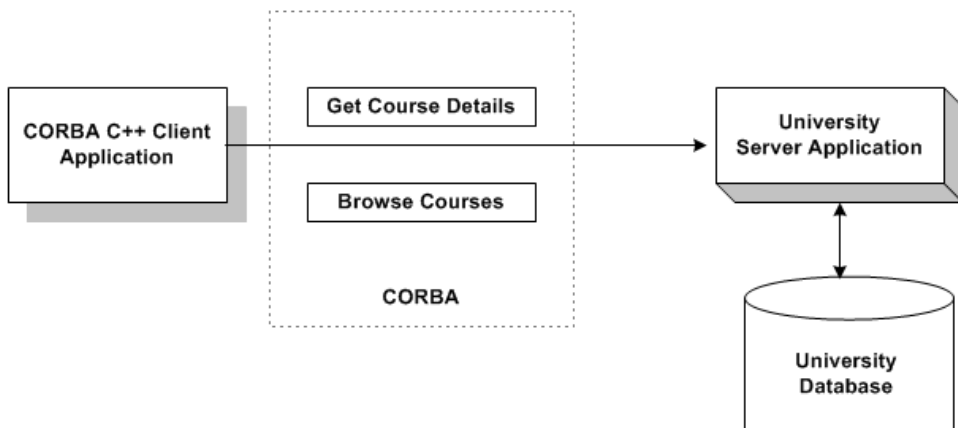 CORBA C++ Client
Application
Get Course Details
Browse Courses
CORBA
University
Server Application
University
Database